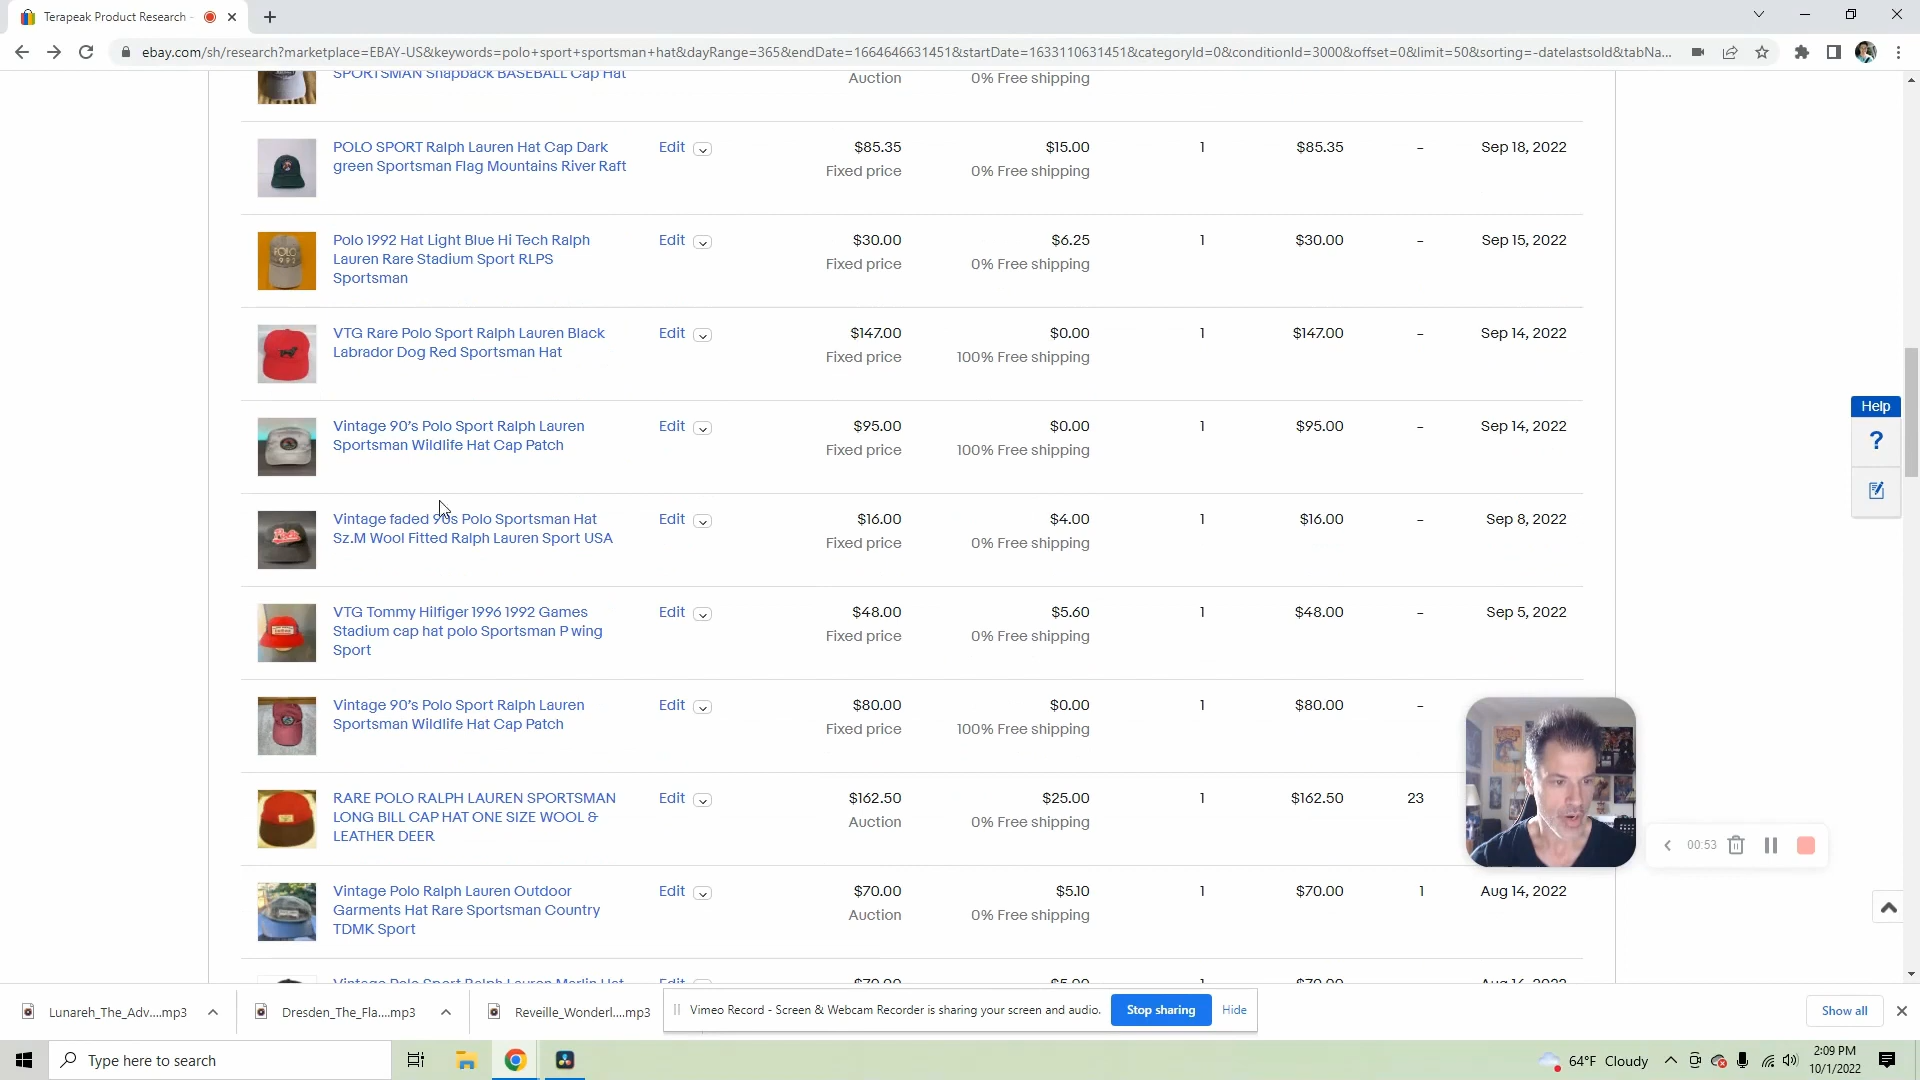 Terapeak Product Research -
ebay.com/sh/research?marketplace=EBAY-US&keywords=polo+sport+sportsman+hat&dayRange=365&endDate=1664646631451&startDate=1633110631451&categoryId=0&conditionId=3000&offset=0&limit=50&sorting=-datelastsold&tabNa...
SPORTSMAN Snapback BASEBALL Cap Hat
Auction 0% Free shipping
POLO SPORT Ralph Lauren Hat Cap Dark Edit $85.35 $15.00 1 $85.35 - Sep 18, 2022
green Sportsman Flag Mountains River Raft Fixed price 0% Free shipping
Polo 1992 Hat Light Blue Hi Tech Ralph Edit $30.00 $6.25 1 $30.00 - Sep 15, 2022
Lauren Rare Stadium Sport RLPS Fixed price 0% Free shipping
Sportsman
VTG Rare Polo Sport Ralph Lauren Black Edit $147.00 $0.00 1 $147.00 - Sep 14, 2022
Labrador Dog Red Sportsman Hat Fixed price 100% Free shipping
Help
?
Vintage 90's Polo Sport Ralph Lauren Edit $95.00 $0.00 1 $95.00 - Sep 14, 2022
Sportsman Wildlife Hat Cap Patch Fixed price 100% Free shipping
Vintage faded 90s Polo Sportsman Hat Edit $16.00 $4.00 1 $16.00 - Sep 8, 2022
Sz.M Wool Fitted Ralph Lauren Sport USA Fixed price 0% Free shipping
VTG Tommy Hilfiger 1996 1992 Games Edit $48.00 $5.60 1 $48.00 - Sep 5, 2022
Stadium cap hat polo Sportsman P wing Fixed price 0% Free shipping
Sport
Vintage 90's Polo Sport Ralph Lauren Edit $80.00 $0.00 1 $80.00 -
Sportsman Wildlife Hat Cap Patch Fixed price 100% Free shipping
RARE POLO RALPH LAUREN SPORTSMAN Edit $162.50 $25.00 1 $162.50 23
LONG BILL CAP HAT ONE SIZE WOOL & Auction 0% Free shipping
LEATHER DEER
00:53
Vintage Polo Ralph Lauren Outdoor Edit $70.00 $5.10 1 $70.00 1 Aug 14, 2022
Garments Hat Rare Sportsman Country Auction 0% Free shipping
TDMK Sport
Lunareh_The_Adv....mp3
Dresden_The_Fla....mp3
Reveille_Wonderl....mp3
Vimeo Record - Screen & Webcam Recorder is sharing your screen and audio. Stop sharing Hide
Show all
Type here to search
64°F Cloudy
2:09 PM
10/1/2022